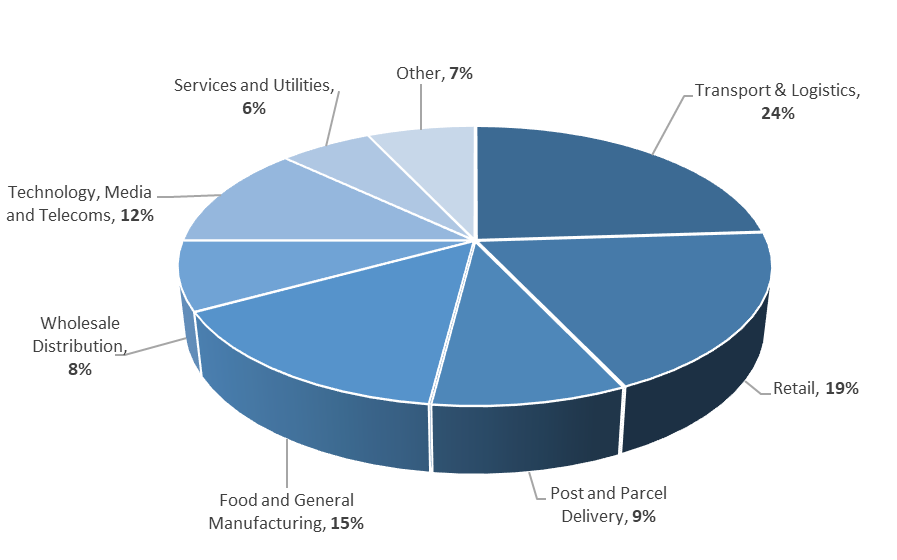 Other, 7%
Transport & Logistics,
24%
Services and Utilities,
6%
Technology, Media
and Telecoms, 12%
Wholesale
Distribution,
8%
Retail, 19%
Food and General
Manufacturing, 15%
Post and Parcel
Delivery, 9%